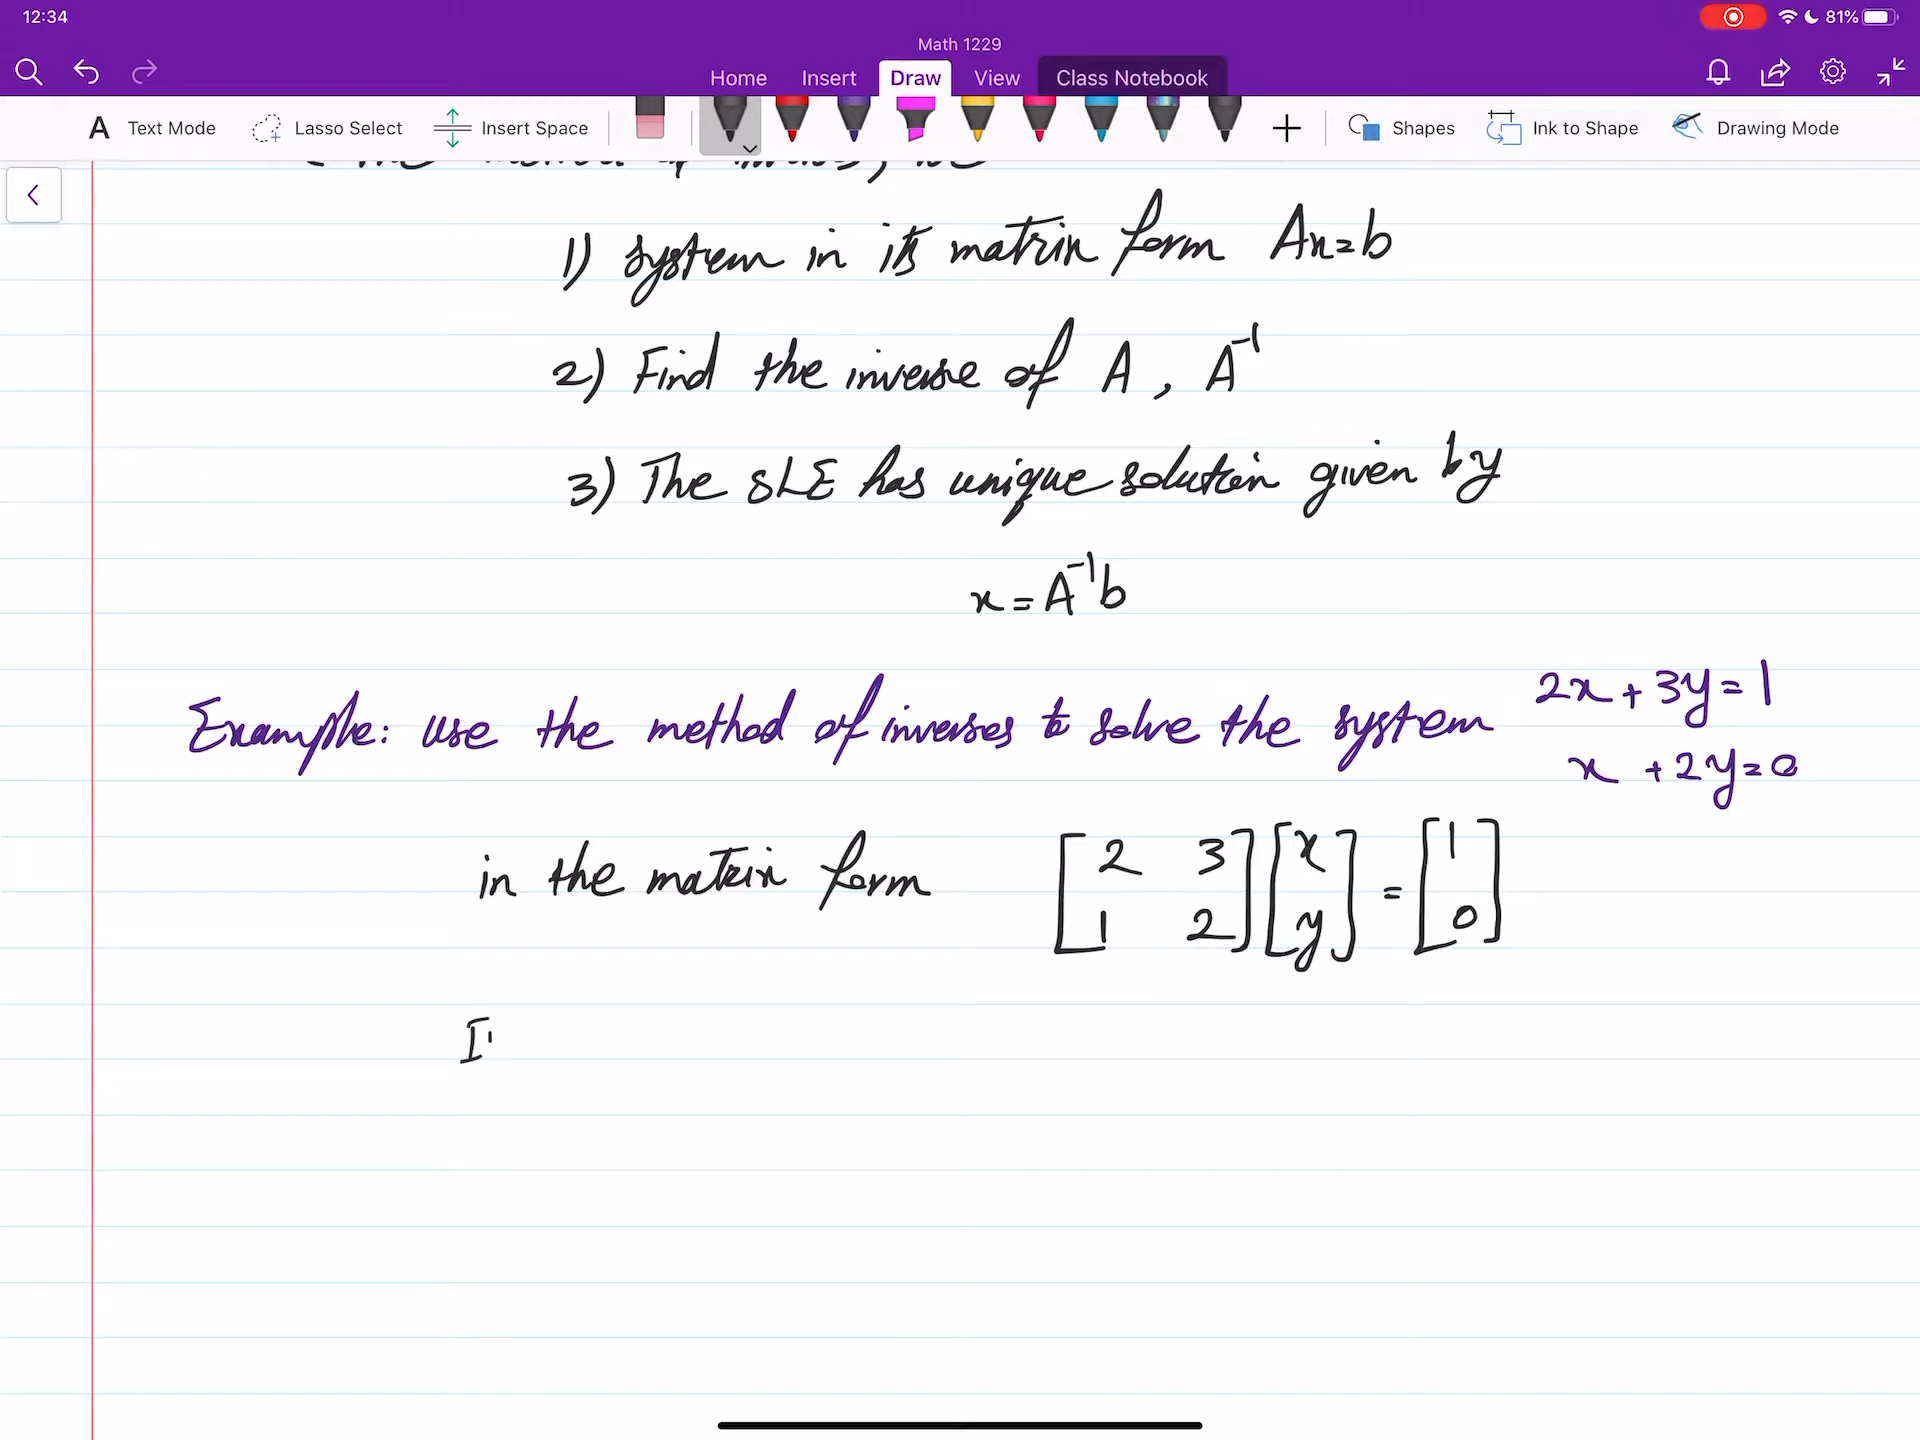 12:34
81%
Math 1229
Home Insert Draw View Class Notebook
A Text Mode Lasso Select Insert Space Shapes Ink to Shape Drawing Mode
1) system in its matrix form Ax=b
2) Find the inverse of A, A⁻¹
3) The SLE has unique solution given by
x = A⁻¹b
Example: use the method of inverses to solve the system 2x + 3y = 1
x + 2y = 0
in the matrix form [2 3; 1 2] [x; y] = [1; 0]